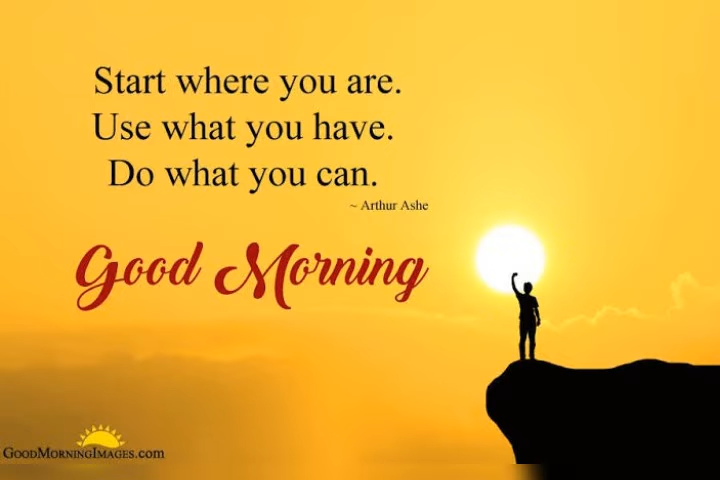 Start where you are.
Use what you have.
Do what you can.
~ Arthur Ashe
Good Morning
GoodMorningImages.com